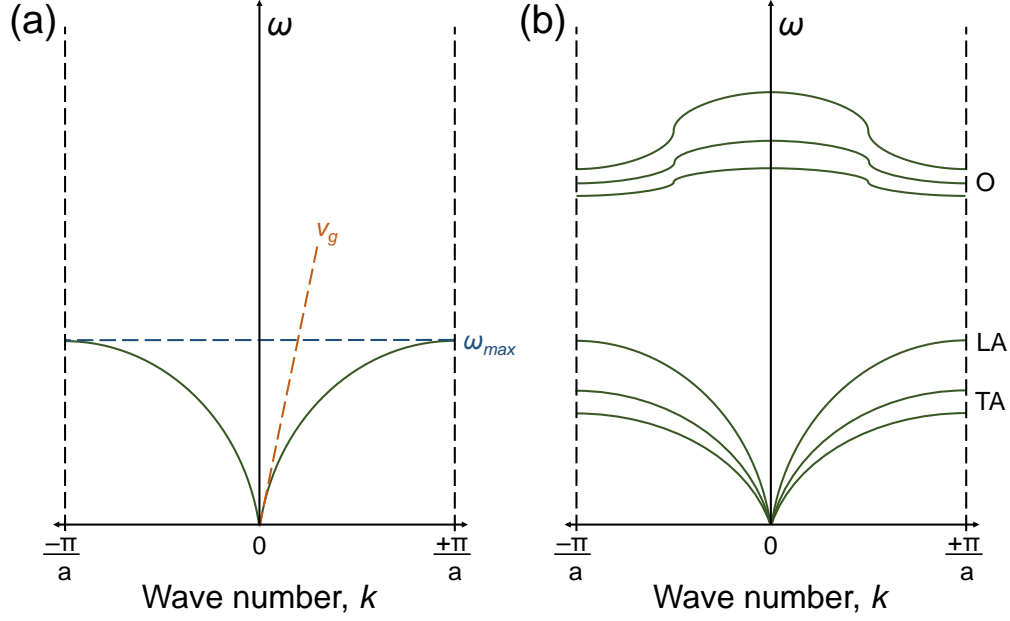 (a)
ω
v_g
ω_max
−π/a
0
+π/a
Wave number, k
(b)
ω
O
LA
TA
−π/a
0
+π/a
Wave number, k